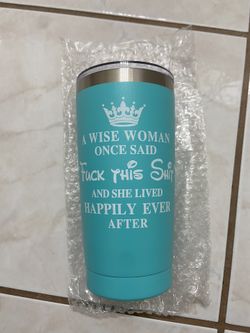 A WISE WOMAN
ONCE SAID
Fuck This Shit
AND SHE LIVED
HAPPILY EVER
AFTER